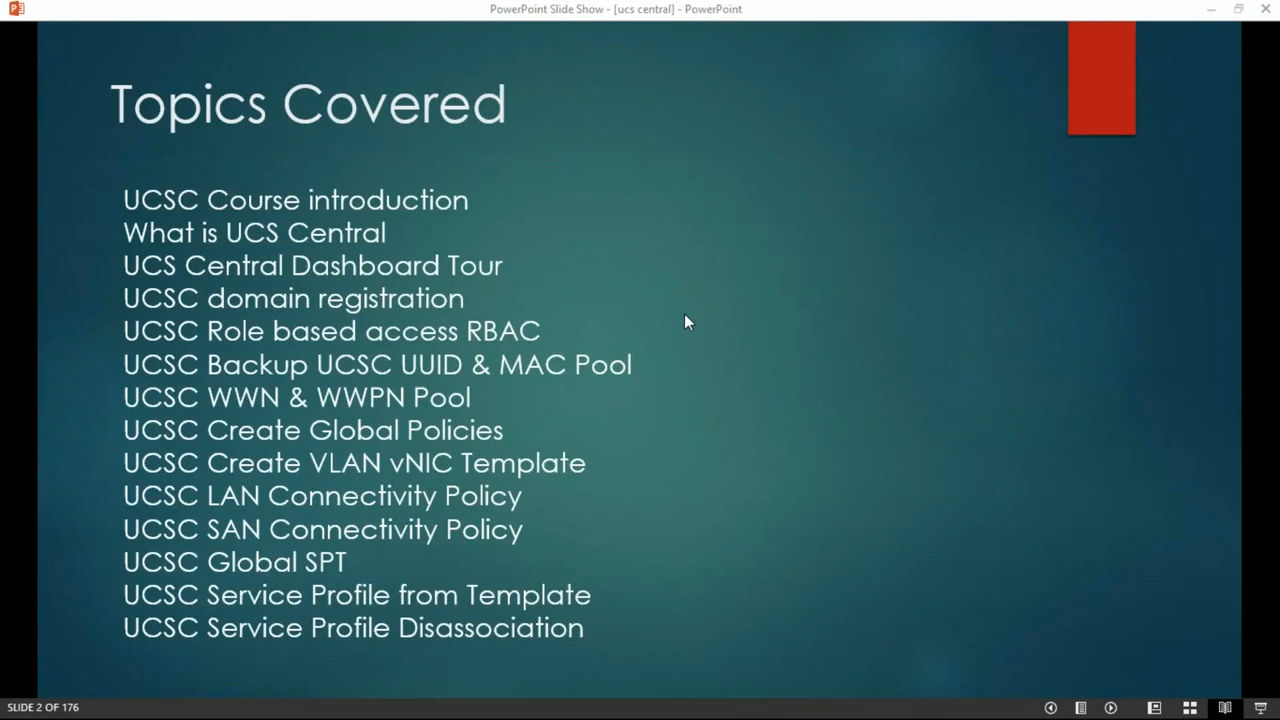 PowerPoint Slide Show - [ucs central] - PowerPoint
Topics Covered
UCSC Course introduction
What is UCS Central
UCS Central Dashboard Tour
UCSC domain registration
UCSC Role based access RBAC
UCSC Backup UCSC UUID & MAC Pool
UCSC WWN & WWPN Pool
UCSC Create Global Policies
UCSC Create VLAN vNIC Template
UCSC LAN Connectivity Policy
UCSC SAN Connectivity Policy
UCSC Global SPT
UCSC Service Profile from Template
UCSC Service Profile Disassociation
SLIDE 2 OF 176